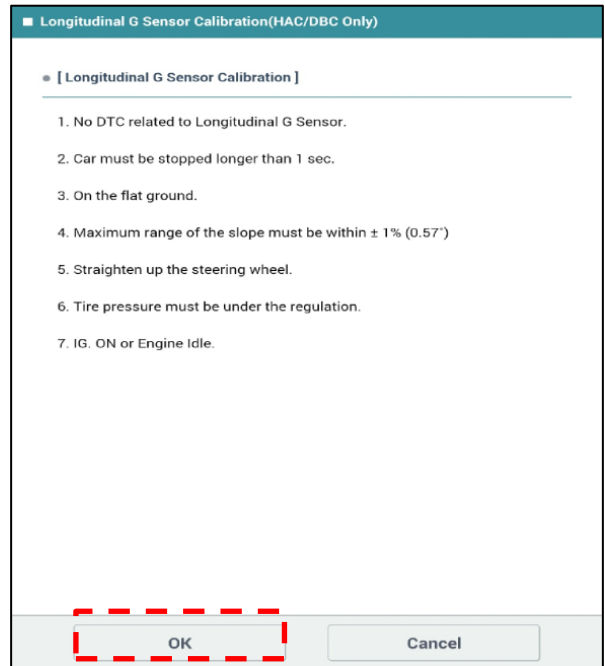 Longitudinal G Sensor Calibration(HAC/DBC Only)
[ Longitudinal G Sensor Calibration ]
1. No DTC related to Longitudinal G Sensor.
2. Car must be stopped longer than 1 sec.
3. On the flat ground.
4. Maximum range of the slope must be within ± 1% (0.57°)
5. Straighten up the steering wheel.
6. Tire pressure must be under the regulation.
7. IG. ON or Engine Idle.
OK
Cancel